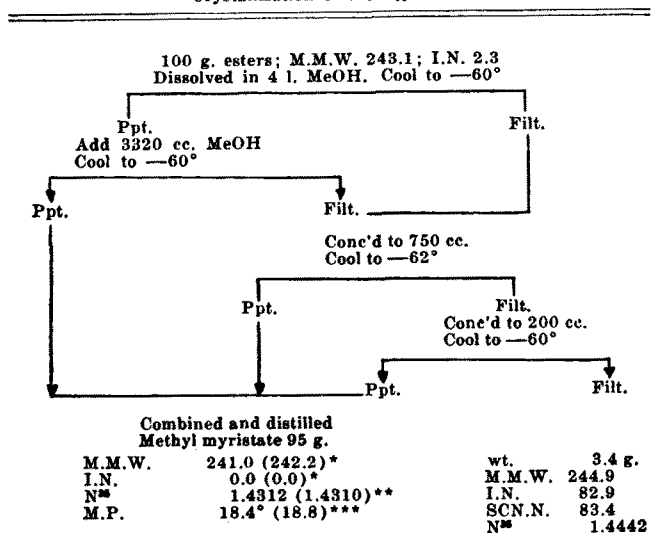 100 g. esters; M.M.W. 243.1; I.N. 2.3
Dissolved in 4 l. MeOH. Cool to —60°
Ppt.
Add 3320 cc. MeOH
Cool to —60°
Filt.
Ppt.
Filt.
Conc'd to 750 cc.
Cool to —62°
Ppt.
Filt.
Conc'd to 200 cc.
Cool to —60°
Ppt.
Filt.
Combined and distilled
Methyl myristate 95 g.
M.M.W. 241.0 (242.2)*
I.N. 0.0 (0.0)*
1.4312 (1.4310)**
M.P. 18.4° (18.8)***
wt. 3.4 g.
M.M.W. 244.9
I.N. 82.9
SCN.N. 83.4
1.4442